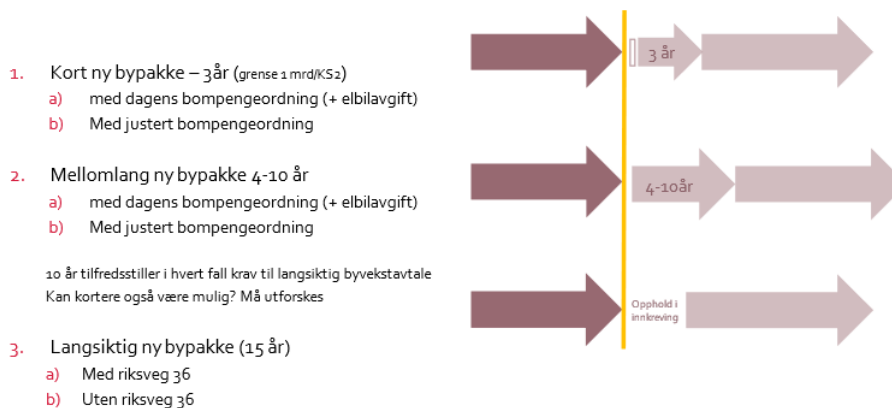 1. Kort ny bypakke – 3år (grense 1 mrd/KS2)
a) med dagens bompengeordning (+ elbilavgift)
b) Med justert bompengeordning
2. Mellomlang ny bypakke 4-10 år
a) med dagens bompengeordning (+ elbilavgift)
b) Med justert bompengeordning
10 år tilfredsstiller i hvert fall krav til langsiktig byvekstavtale
Kan kortere også være mulig? Må utforskes
3. Langsiktig ny bypakke (15 år)
a) Med riksveg 36
b) Uten riksveg 36
3 år
4-10år
Opphold i
innkreving